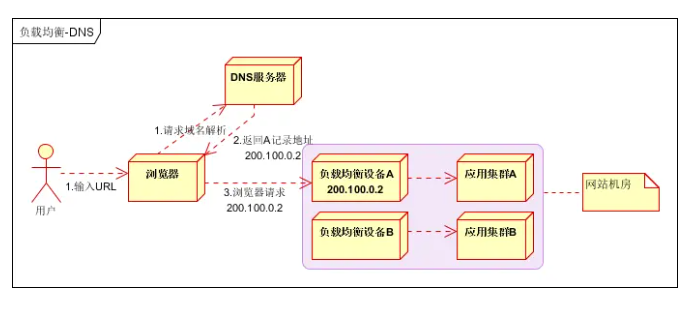 负载均衡-DNS
DNS服务器
1.请求域名解析
2.返回A记录地址
200.100.0.2
用户
1.输入URL
浏览器
3.浏览器请求
200.100.0.2
负载均衡设备A
200.100.0.2
应用集群A
负载均衡设备B
应用集群B
网站机房